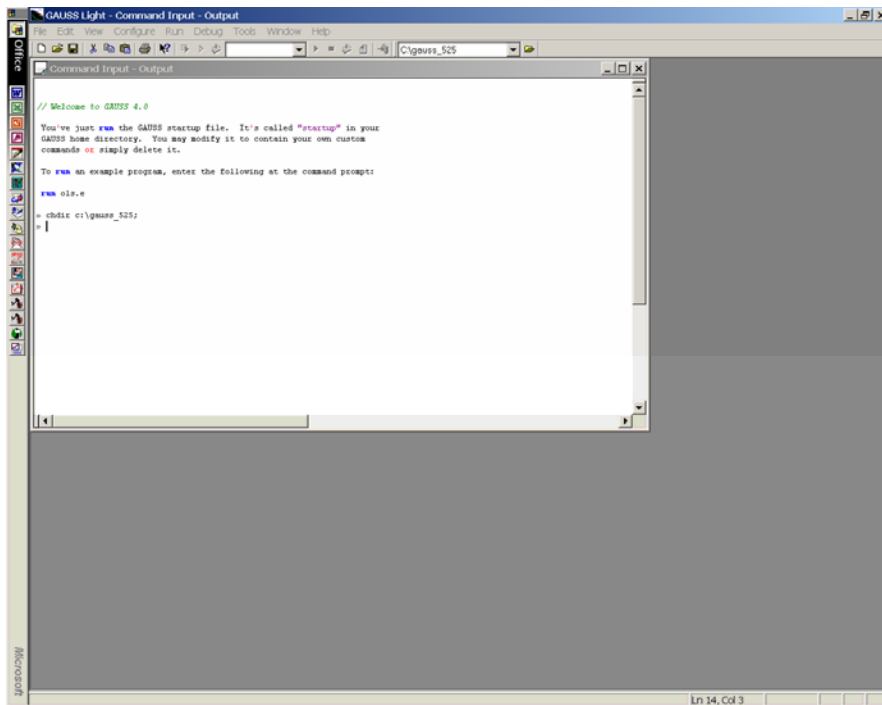 GAUSS Light - Command Input - Output
File Edit View Configure Run Debug Tools Window Help
C:\gauss_525
Office
Command Input - Output
// Welcome to GAUSS 4.0
You've just run the GAUSS startup file. It's called "startup" in your
GAUSS home directory. You may modify it to contain your own custom
commands or simply delete it.
To run an example program, enter the following at the command prompt:
run ols.e
» chdir c:\gauss_525;
»
Microsoft
Ln 14, Col 3